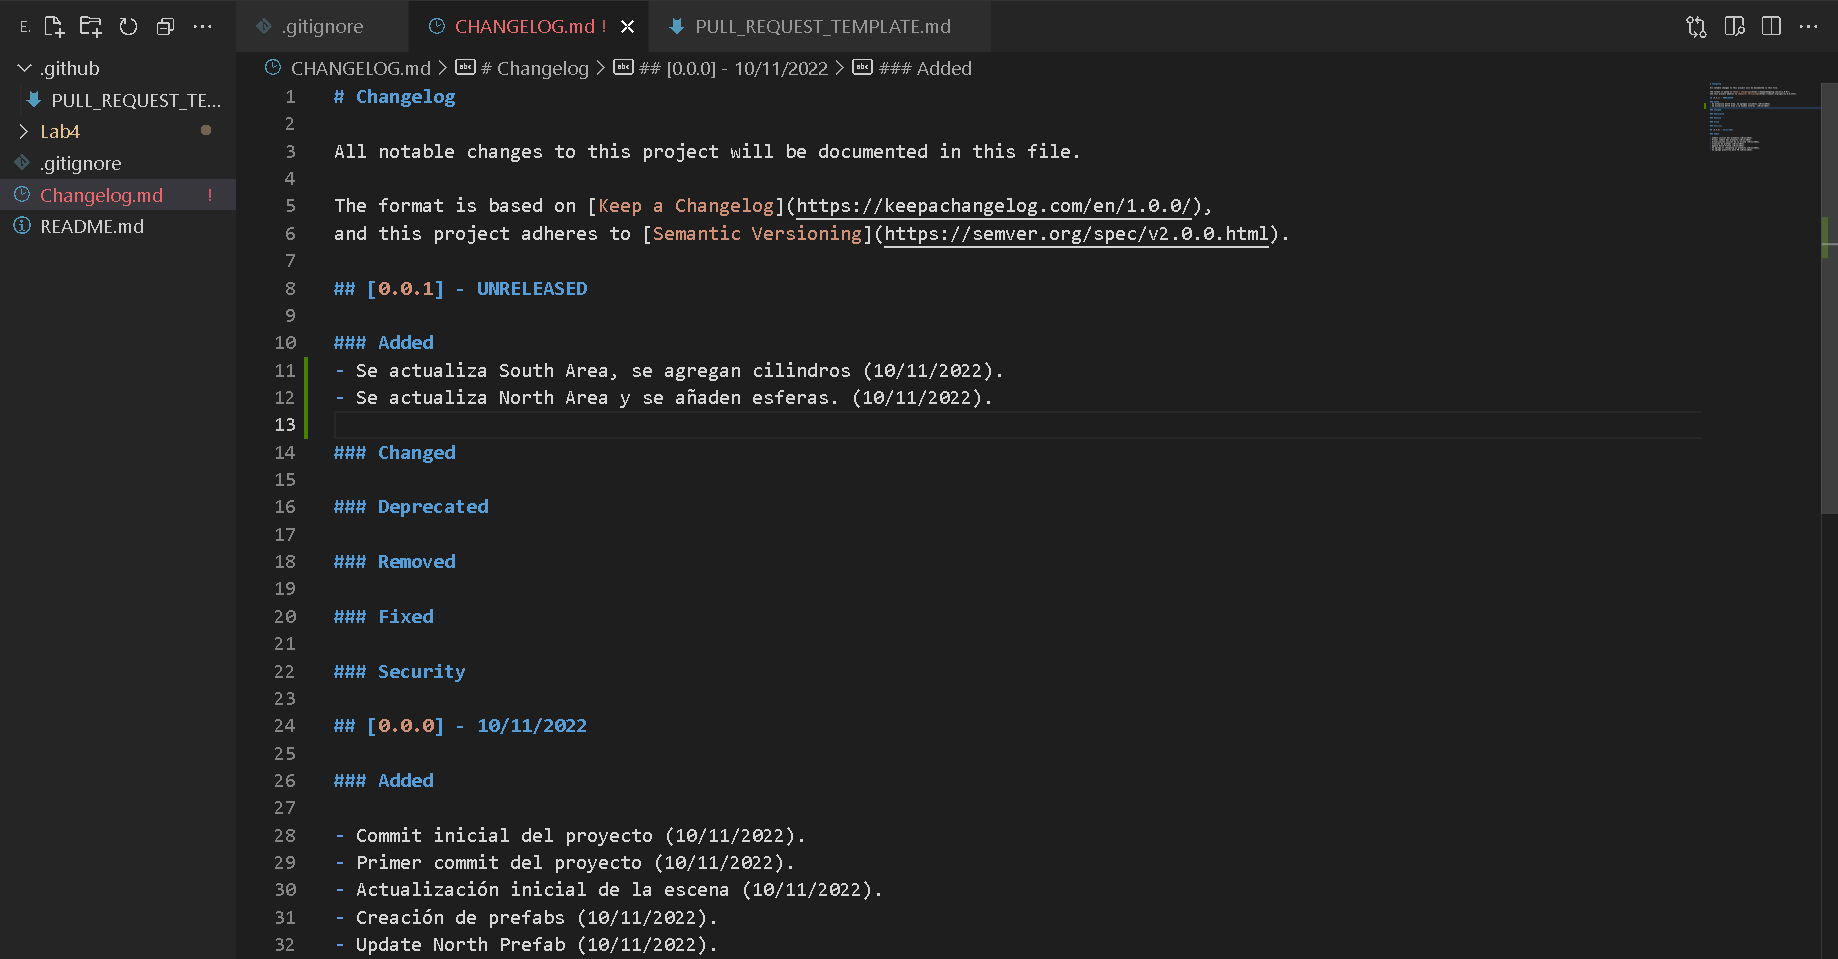 E.
.gitignore
CHANGELOG.md !
PULL_REQUEST_TEMPLATE.md
.github
PULL_REQUEST_TE...
Lab4
.gitignore
Changelog.md !
README.md
CHANGELOG.md > # Changelog > ## [0.0.0] - 10/11/2022 > ### Added
1 # Changelog
2
3 All notable changes to this project will be documented in this file.
4
5 The format is based on [Keep a Changelog](https://keepachangelog.com/en/1.0.0/),
6 and this project adheres to [Semantic Versioning](https://semver.org/spec/v2.0.0.html).
7
8 ## [0.0.1] - UNRELEASED
9
10 ### Added
11 - Se actualiza South Area, se agregan cilindros (10/11/2022).
12 - Se actualiza North Area y se añaden esferas. (10/11/2022).
13
14 ### Changed
15
16 ### Deprecated
17
18 ### Removed
19
20 ### Fixed
21
22 ### Security
23
24 ## [0.0.0] - 10/11/2022
25
26 ### Added
27
28 - Commit inicial del proyecto (10/11/2022).
29 - Primer commit del proyecto (10/11/2022).
30 - Actualización inicial de la escena (10/11/2022).
31 - Creación de prefabs (10/11/2022).
32 - Update North Prefab (10/11/2022).